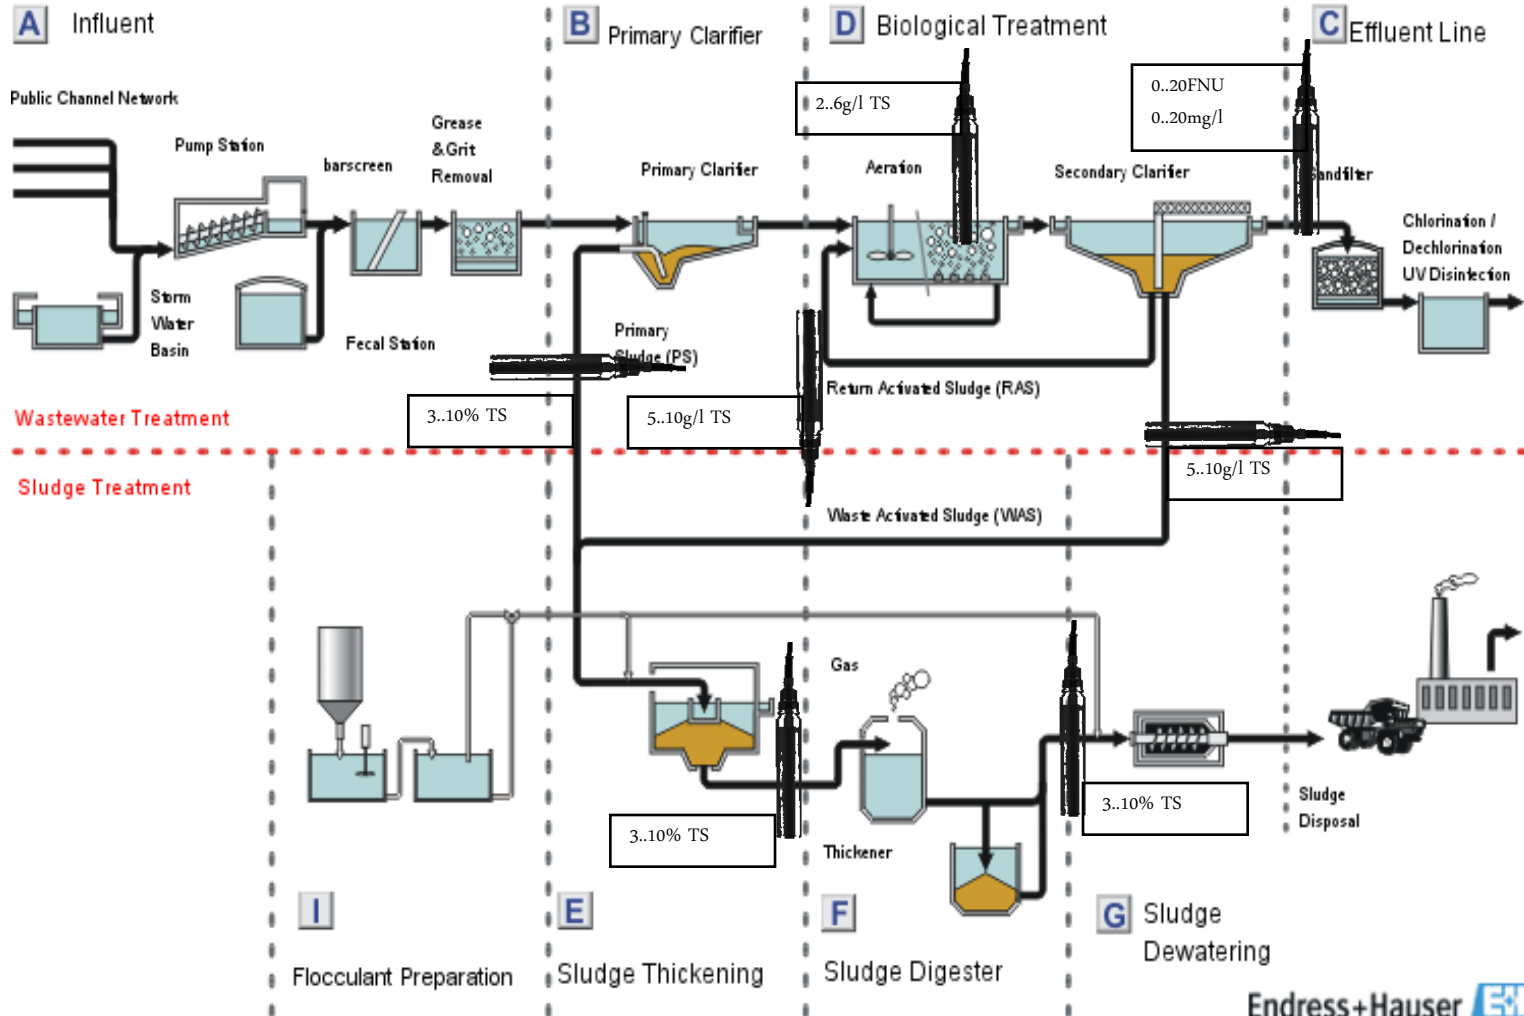 A Influent
B Primary Clarifier
D Biological Treatment
C Effluent Line
Public Channel Network
Pump Station
barscreen
Grease
&Grit
Removal
Primary Clarifier
2..6g/l TS
Aeration
Secondary Clarifier
0..20FNU
0..20mg/l
Sandfilter
Chlorination /
Dechlorination
UV Disinfection
Storm
Water
Basin
Fecal Station
Primary
Sludge (PS)
Return Activated Sludge (RAS)
3..10% TS
5..10g/l TS
5..10g/l TS
Wastewater Treatment
Sludge Treatment
Waste Activated Sludge (WAS)
Gas
3..10% TS
Thickener
3..10% TS
Sludge
Disposal
I
Flocculant Preparation
E
Sludge Thickening
F
Sludge Digester
G Sludge
Dewatering
Endress+Hauser EH